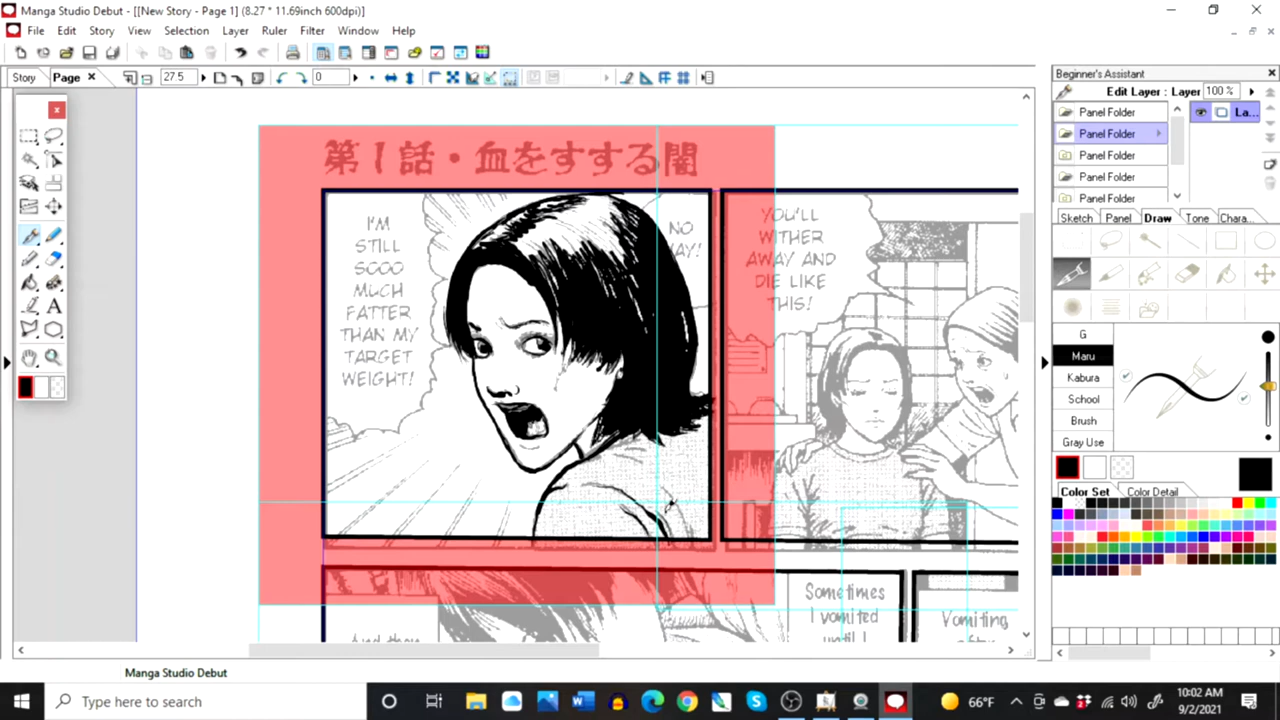 Manga Studio Debut - [[New Story - Page 1] (8.27 * 11.69inch 600dpi)]
File Edit Story View Selection Layer Ruler Filter Window Help
Story Page 27.5 0
Beginner's Assistant
Edit Layer : Layer 100 %
Panel Folder La...
Panel Folder
Panel Folder
Panel Folder
Panel Folder
Sketch Panel Draw Tone Chara...
G
Maru
Kabura
School
Brush
Gray Use
Color Set Color Detail
第1話・血をすする闇
I'M
STILL
SOOO
MUCH
FATTER
THAN MY
TARGET
WEIGHT!
NO
WAY!
YOU'LL
WITHER
AWAY AND
DIE LIKE
THIS!
And then
Sometimes
I vomited
until I
Vomiting
after
Manga Studio Debut
Type here to search
66°F
10:02 AM
9/2/2021